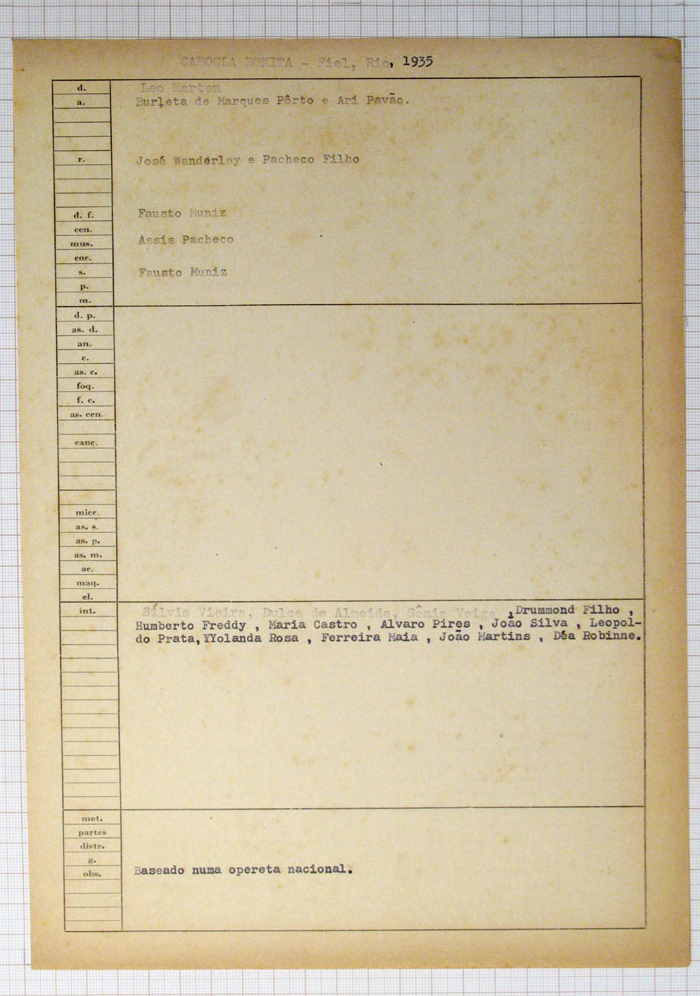 CABOCLA BONITA - Fiel, Rio, 1935
d. Leo Marten
a. Burleta de Marques Pôrto e Ari Pavão.
r. José Wanderley e Pacheco Filho
d. f. Fausto Muniz
cen.
mus. Assis Pacheco
cor.
s. Fausto Muniz
p.
m.
d. p.
as. d.
an.
c.
as. c.
foq.
f. c.
as. cen.
canç.
micr.
as. s.
as. p.
as. m.
ac.
maq.
el.
int. Sílvio Vieira, Dulce de Almeida, Sônia Veiga ,Drummond Filho ,
Humberto Freddy , Maria Castro , Alvaro Pires , João Silva , Leopol-
do Prata, YYolanda Rosa , Ferreira Maia , João Martins , Déa Robinne.
met.
partes
distr.
g.
obs. Baseado numa opereta nacional.